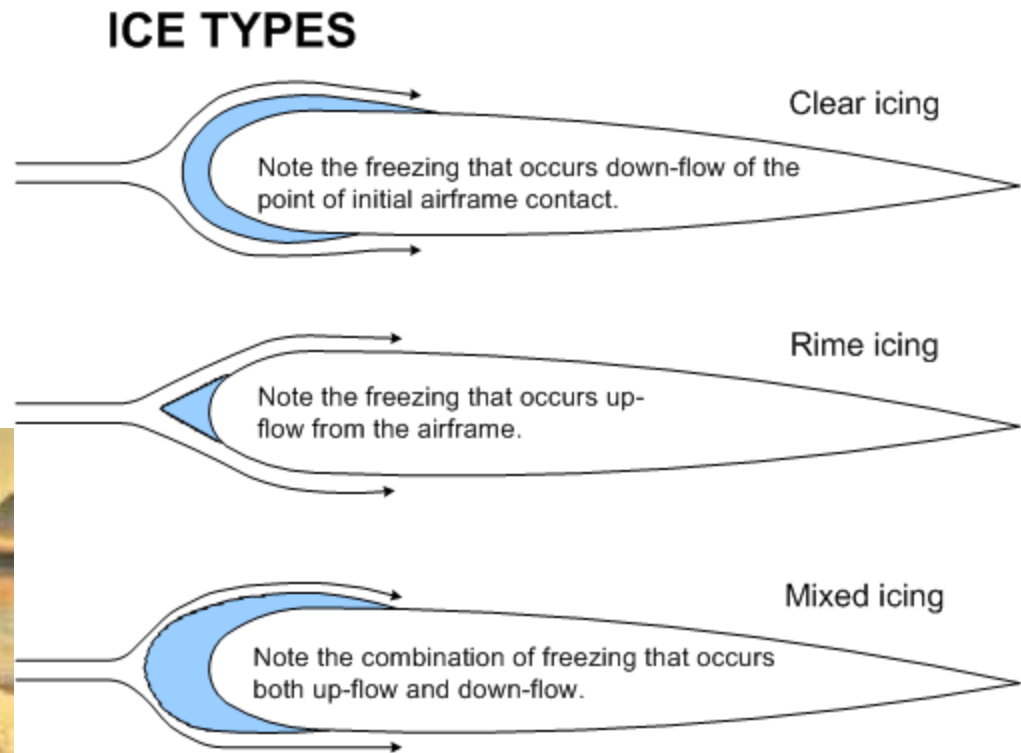 ICE TYPES
Clear icing
Note the freezing that occurs down-flow of the
point of initial airframe contact.
Rime icing
Note the freezing that occurs up-
flow from the airframe.
Mixed icing
Note the combination of freezing that occurs
both up-flow and down-flow.